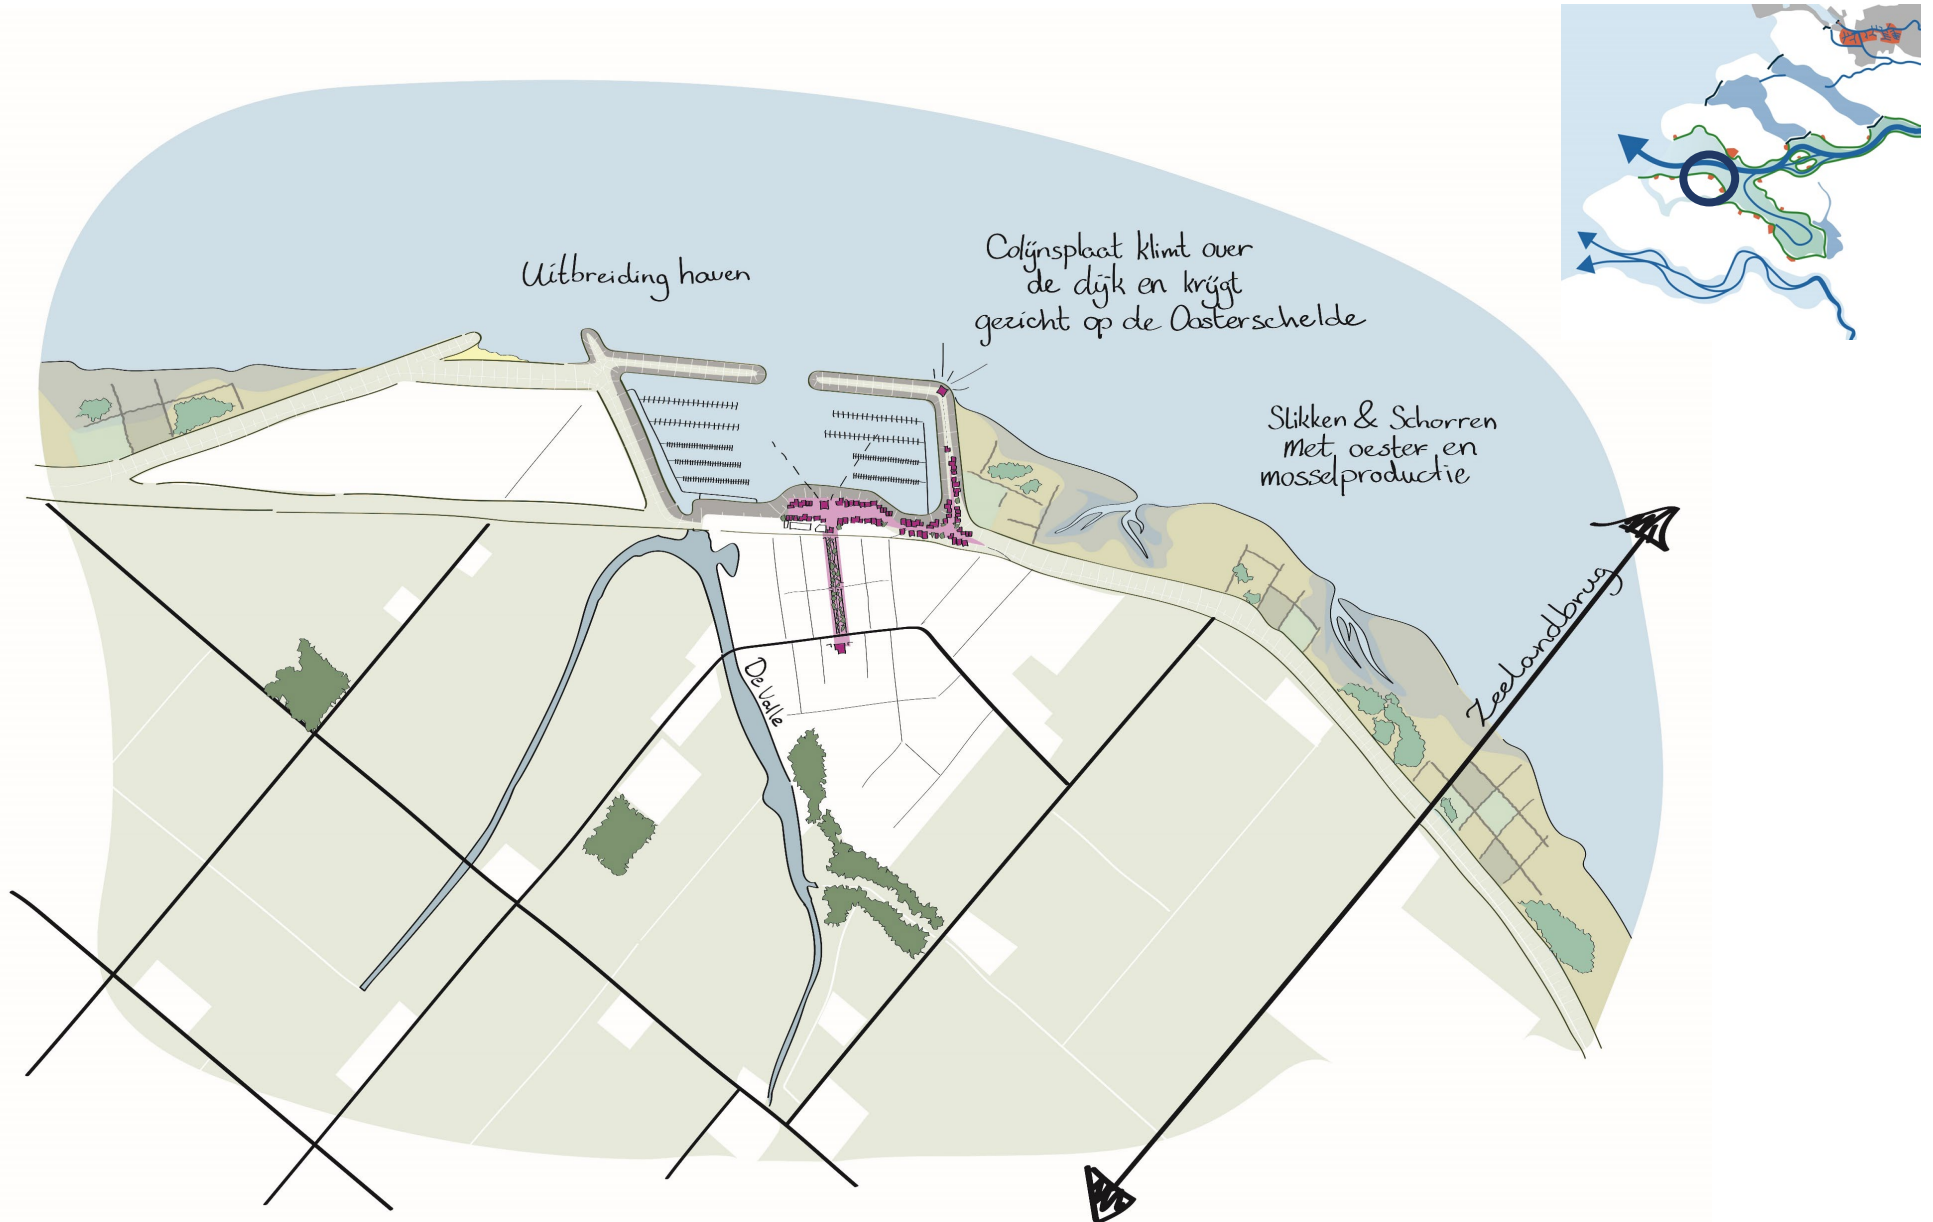 Uitbreiding haven
Colijnsplaat klimt over
de dijk en krijgt
gezicht op de Oosterschelde
Slikken & Schorren
met oester en
mosselproductie
Zeelandbrug
De Valle